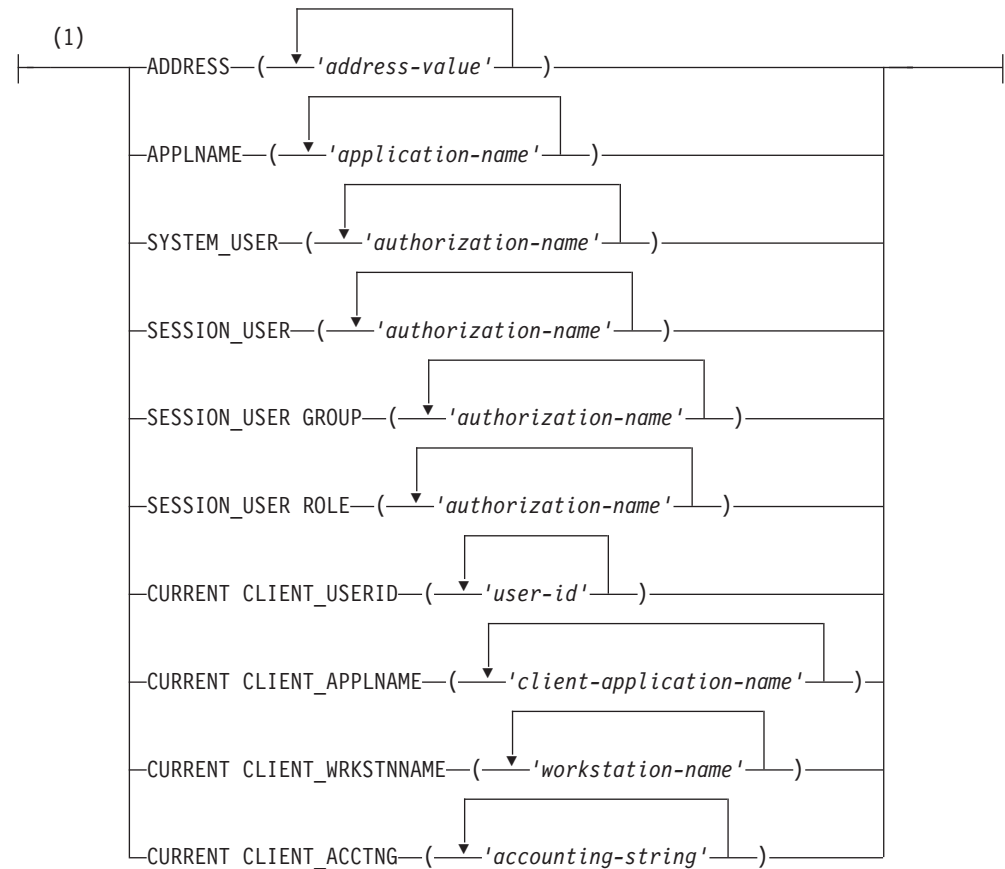 (1)
ADDRESS ( 'address-value' )
APPLNAME ( 'application-name' )
SYSTEM_USER ( 'authorization-name' )
SESSION_USER ( 'authorization-name' )
SESSION_USER GROUP ( 'authorization-name' )
SESSION_USER ROLE ( 'authorization-name' )
CURRENT CLIENT_USERID ( 'user-id' )
CURRENT CLIENT_APPLNAME ( 'client-application-name' )
CURRENT CLIENT_WRKSTNNAME ( 'workstation-name' )
CURRENT CLIENT_ACCTNG ( 'accounting-string' )